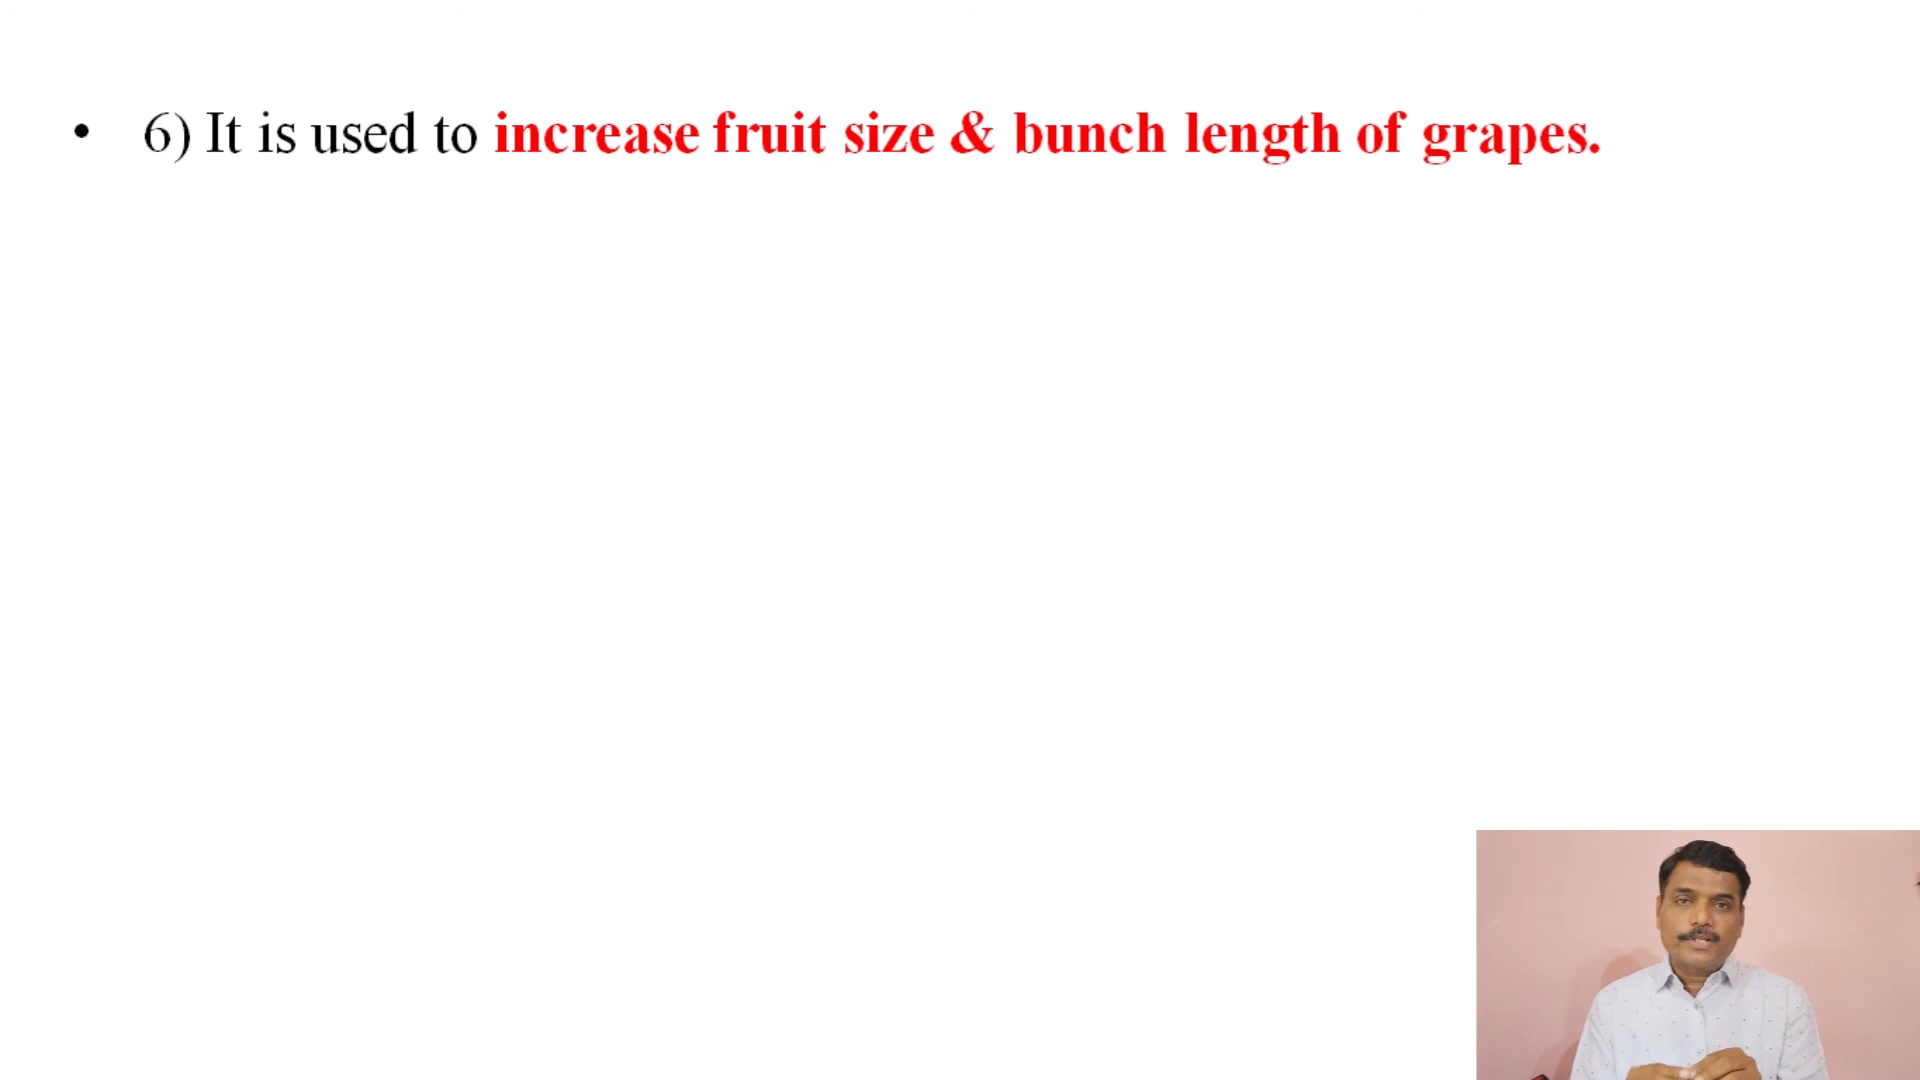 • 6) It is used to increase fruit size & bunch length of grapes.